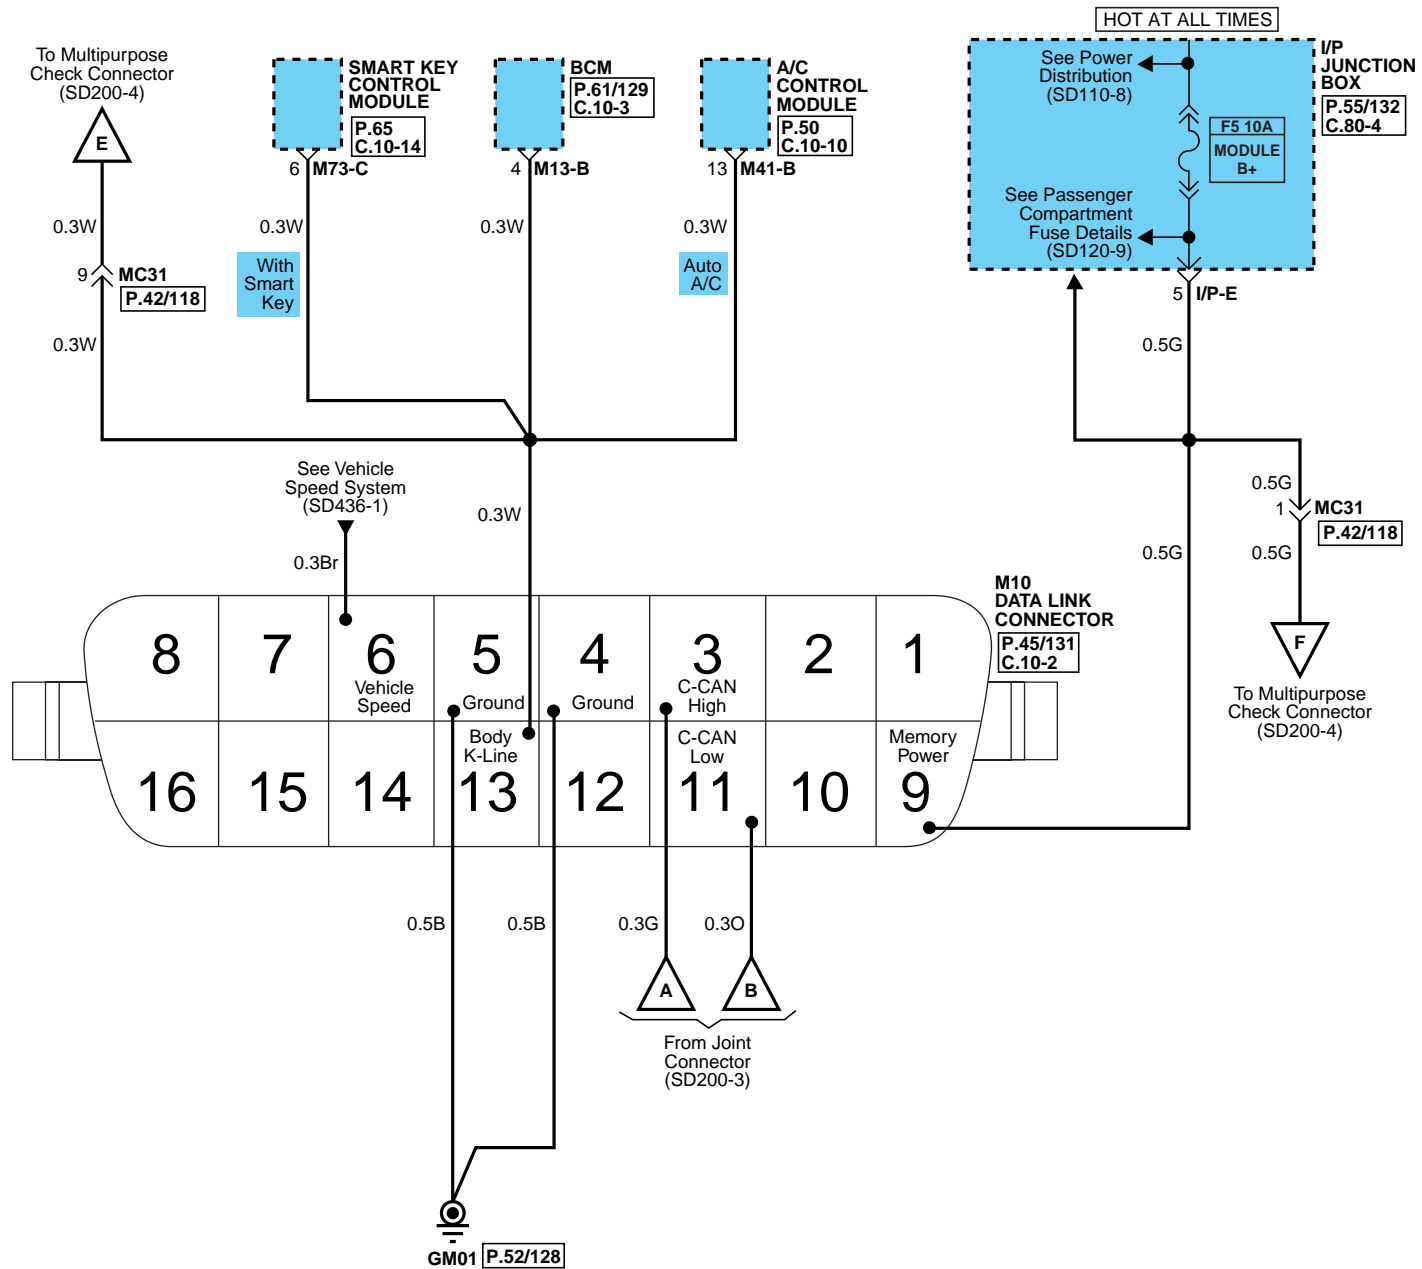 HOT AT ALL TIMES
To Multipurpose
Check Connector
(SD200-4)
E
SMART KEY
CONTROL
MODULE
P.65
C.10-14
BCM
P.61/129
C.10-3
A/C
CONTROL
MODULE
P.50
C.10-10
See Power
Distribution
(SD110-8)
I/P
JUNCTION
BOX
P.55/132
C.80-4
F5 10A
MODULE
B+
See Passenger
Compartment
Fuse Details
(SD120-9)
6 M73-C
4 M13-B
13 M41-B
0.3W
0.3W
0.3W
0.3W
9 MC31
P.42/118
With
Smart
Key
Auto
A/C
5 I/P-E
0.3W
0.5G
See Vehicle
Speed System
(SD436-1)
0.3W
0.3Br
0.5G
1 MC31
P.42/118
0.5G
0.5G
M10
DATA LINK
CONNECTOR
P.45/131
C.10-2
F
To Multipurpose
Check Connector
(SD200-4)
8 7 6 5 4 3 2 1
Vehicle
Speed
Ground
Ground
C-CAN
High
Body
K-Line
C-CAN
Low
Memory
Power
16 15 14 13 12 11 10 9
0.5B
0.5B
0.3G
0.3O
A
B
From Joint
Connector
(SD200-3)
GM01 P.52/128